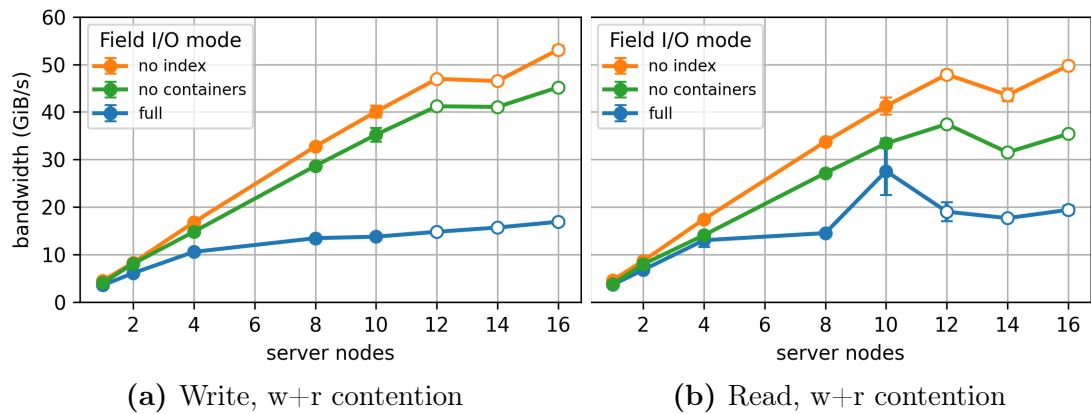 60
50
40
30
20
10
0
bandwidth (GiB/s)
Field I/O mode
no index
no containers
full
2 4 6 8 10 12 14 16
server nodes
Field I/O mode
no index
no containers
full
2 4 6 8 10 12 14 16
server nodes
(a) Write, w+r contention
(b) Read, w+r contention